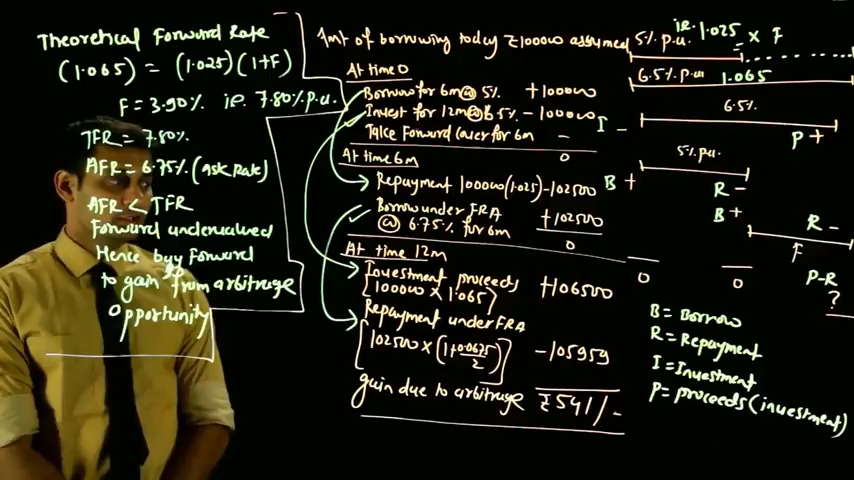 Theoretical Forward Rate
(1.065) = (1.025)(1+F)
F = 3.90% ie. 7.80% p.u.
TFR = 7.80%
AFR = 6.75% (ask Rate)
AFR < TFR
Forward undervalued
Hence buy Forward
to gain from arbitrage
opportunity
Amt of borrowing today ₹100000 assumed
At time 0
Borrow for 6m @ 5% +100000
Invest for 12m @ 6.5% -100000
Take Forward cover for 6m -
0
At time 6m
Repayment 100000(1.025) -102500
Borrow under FRA
@ 6.75% for 6m +102500
0
At time 12m
Investment proceeds
[100000 × 1.065] +106500
Repayment under FRA
[102500 × (1+0.0675/2)] -105959
gain due to arbitrage ₹541/-
5% p.u. ie. 1.025 × F
6.5% p.u 1.065
6.5%
I - P +
5% p.u.
B + R -
B + R -
F
0 0 P-R
?
B = Borrow
R = Repayment
I = Investment
P = proceeds (investment)